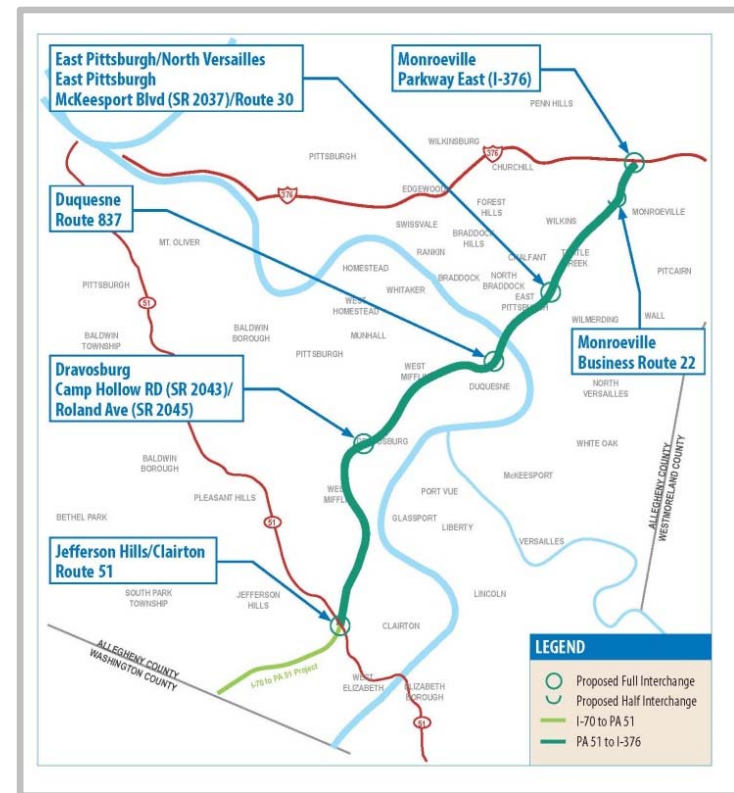 East Pittsburgh/North Versailles
East Pittsburgh
McKeesport Blvd (SR 2037)/Route 30
Monroeville
Parkway East (I-376)
PENN HILLS
WILKINSBURG
376
CHURCHILL
PITTSBURGH
EDGEWOOD
376
FOREST
HILLS
Duquesne
Route 837
SWISSVALE
WILKINS
MONROEVILLE
BRADDOCK
HILLS
MT. OLIVER
RANKIN
CHALFANT
TURTLE
CREEK
HOMESTEAD
PITCAIRN
BRADDOCK
NORTH
BRADDOCK
PITTSBURGH
WHITAKER
EAST
PITTSBURGH
51
WEST
HOMESTEAD
WALL
WILMERDING
BALDWIN
TOWNSHIP
BALDWIN
BOROUGH
MUNHALL
Monroeville
Business Route 22
PITTSBURGH
WEST
MIFFLIN
DUQUESNE
NORTH
VERSAILLES
Dravosburg
Camp Hollow RD (SR 2043)/
Roland Ave (SR 2045)
DRAVOSBURG
WHITE OAK
BALDWIN
BOROUGH
McKEESPORT
PLEASANT HILLS
WEST
MIFFLIN
PORT VUE
ALLEGHENY COUNTY
WESTMORELAND COUNTY
BETHEL PARK
51
GLASSPORT
LIBERTY
VERSAILLES
Jefferson Hills/Clairton
Route 51
SOUTH PARK
TOWNSHIP
JEFFERSON
HILLS
LINCOLN
CLAIRTON
ALLEGHENY COUNTY
WASHINGTON COUNTY
I-70 to PA 51 Project
WEST
ELIZABETH
ELIZABETH
BOROUGH
51
LEGEND
Proposed Full Interchange
Proposed Half Interchange
I-70 to PA 51
PA 51 to I-376